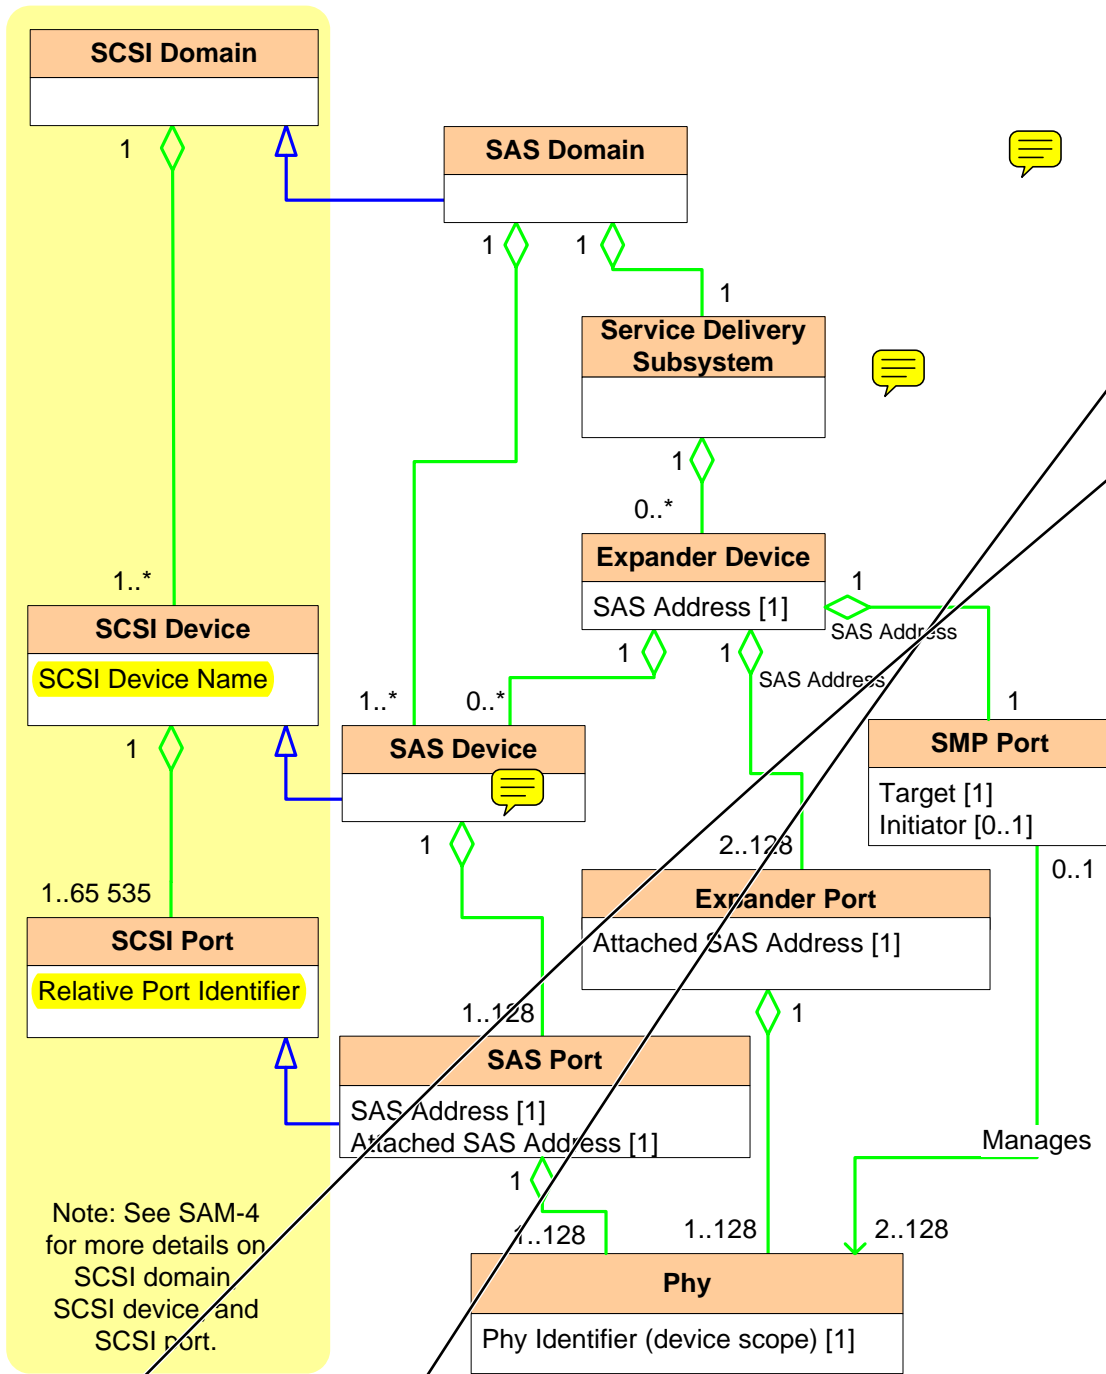 SCSI Domain
1
SAS Domain
1
1
1
Service Delivery
Subsystem
1
0..*
Expander Device
SAS Address [1]
1
SAS Address
1
1
SAS Address
1..*
SCSI Device
SCSI Device Name
1
1..*
0..*
SAS Device
1
1
SMP Port
Target [1]
Initiator [0..1]
0..1
2..128
Expander Port
Attached SAS Address [1]
1
1..65 535
SCSI Port
Relative Port Identifier
1..128
SAS Port
SAS Address [1]
Attached SAS Address [1]
1
Manages
1..128
1..128
2..128
Phy
Phy Identifier (device scope) [1]
Note: See SAM-4
for more details on
SCSI domain,
SCSI device, and
SCSI port.